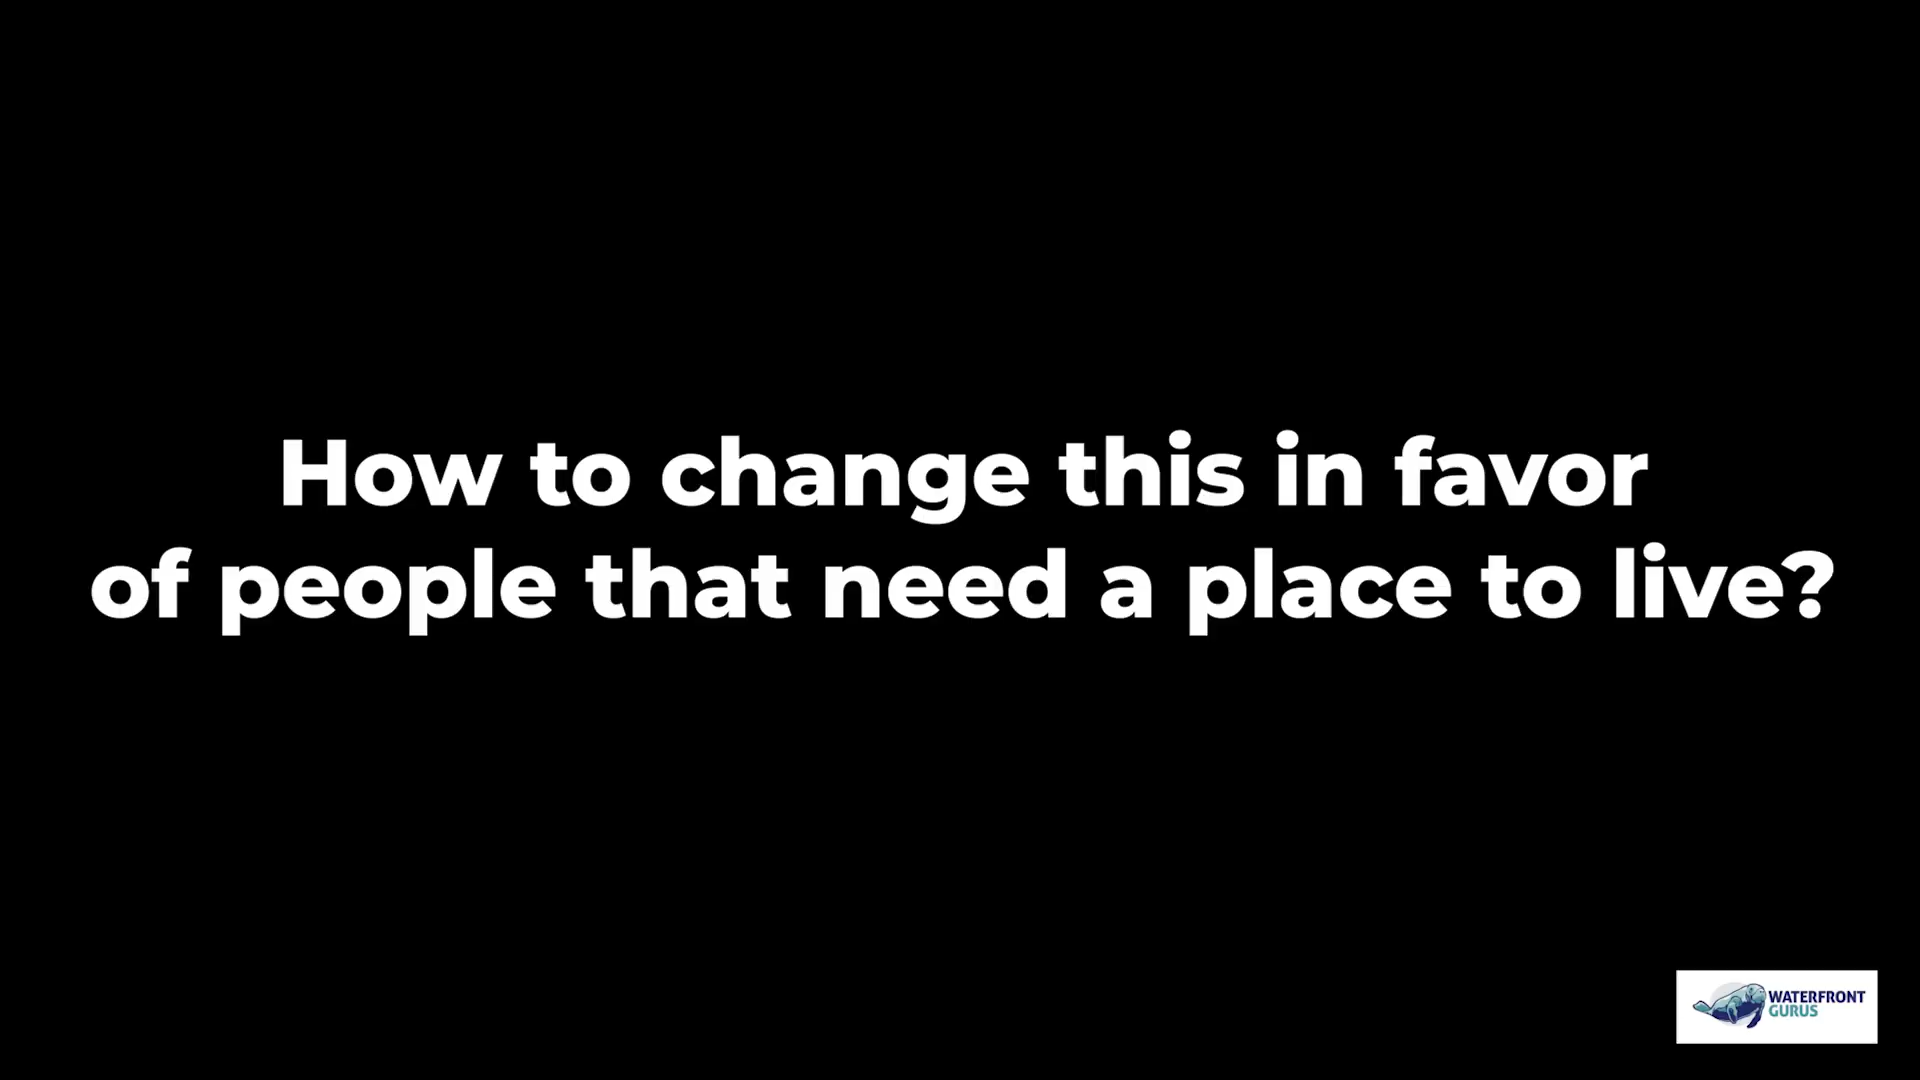 How to change this in favor
of people that need a place to live?
WATERFRONT
GURUS